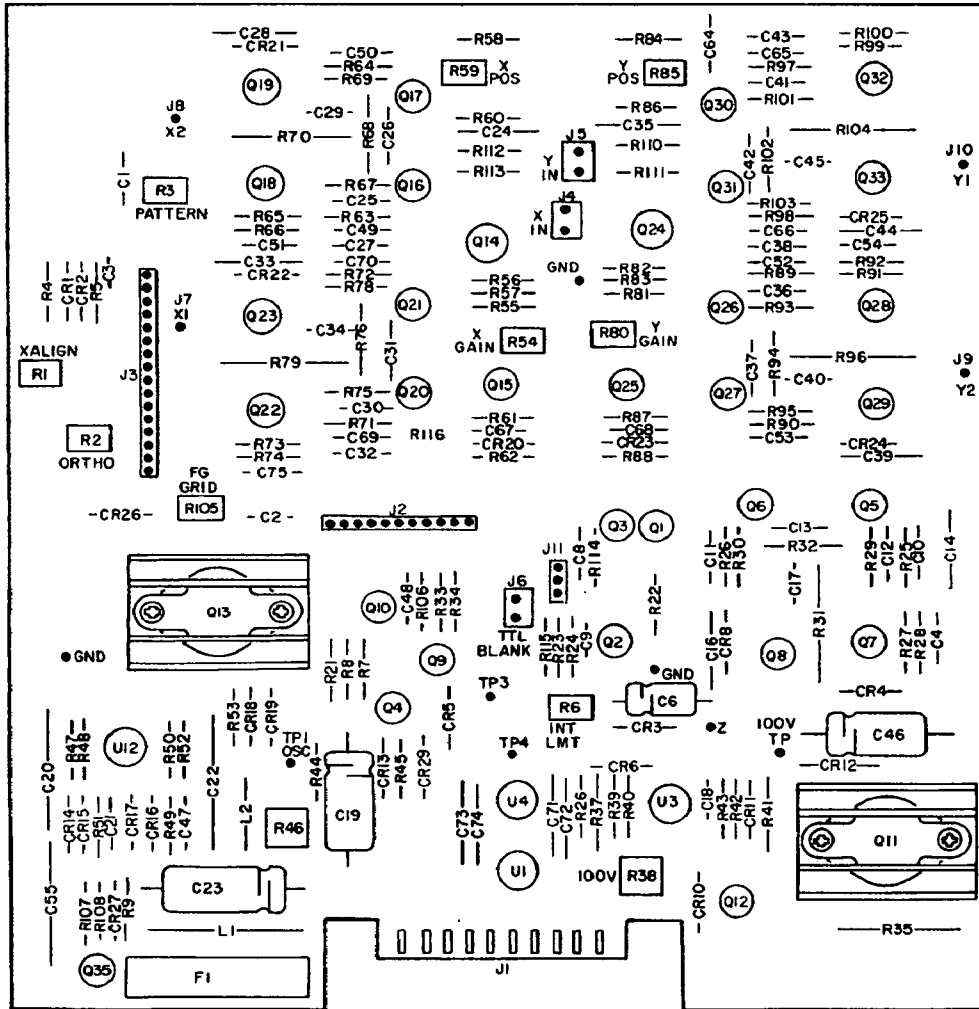 C28
CR21
C50
R64
R69
R58
R84
C64
C43
C65
R97
C41
R101
R100
R99
Q19
Q17
R59
X
POS
Y
POS
R85
Q30
Q32
J8
X2
C29
R70
R68
C26
R60
C24
R112
R113
J5
Y
IN
R86
C35
R110
R111
C42
R102
R104
C45
J10
Y1
C1
R3
PATTERN
Q18
R67
C25
Q16
J4
X
IN
Q31
R103
Q33
R65
R66
C51
C33
CR22
R63
C49
C27
C70
R72
R78
Q14
Q24
R98
C66
C38
C52
R89
C36
R93
CR25
C44
C54
R92
R91
R4
CR1
CR2
R5
C3
GND
R56
R57
R55
R82
R83
R81
J7
X1
Q23
C34
R76
C31
Q21
X
GAIN
R54
R80
Y
GAIN
Q26
Q28
XALIGN
R1
J3
R79
R75
C30
Q20
Q15
Q25
C37
R94
R96
C40
Q27
J9
Y2
Q22
R71
C69
C32
R116
R61
C67
CR20
R62
R87
C68
CR23
R88
R95
R90
C53
Q29
CR24
C39
R2
ORTHO
R73
R74
C75
FG
GRID
R105
CR26
C2
J2
Q3
Q1
Q6
Q5
C13
R32
Q13
Q10
C48
R106
R33
R34
J6
TTL
BLANK
J11
C8
R114
R22
C11
R26
R30
C17
R31
R29
C12
R25
C10
C14
GND
R21
R8
R7
Q9
R115
R23
R24
C9
Q2
C16
CR8
Q8
Q7
R27
R28
C4
GND
R53
CR18
CR19
Q4
CR5
TP3
R6
INT
LMT
C6
CR3
Z
CR4
100V
TP
C46
CR12
C20
R47
R48
U12
R50
R52
C22
TP1
OSC
R44
C19
CR13
R45
CR29
TP4
CR6
CR14
CR15
R51
C21
CR17
CR16
R49
C47
L2
R46
C73
C74
U4
C71
C72
R26
R37
R39
R40
U3
C18
R43
R42
CR11
R41
Q11
U1
100V
R38
C55
R107
R108
CR27
R9
C23
L1
CR10
Q12
R35
Q35
F1
J1